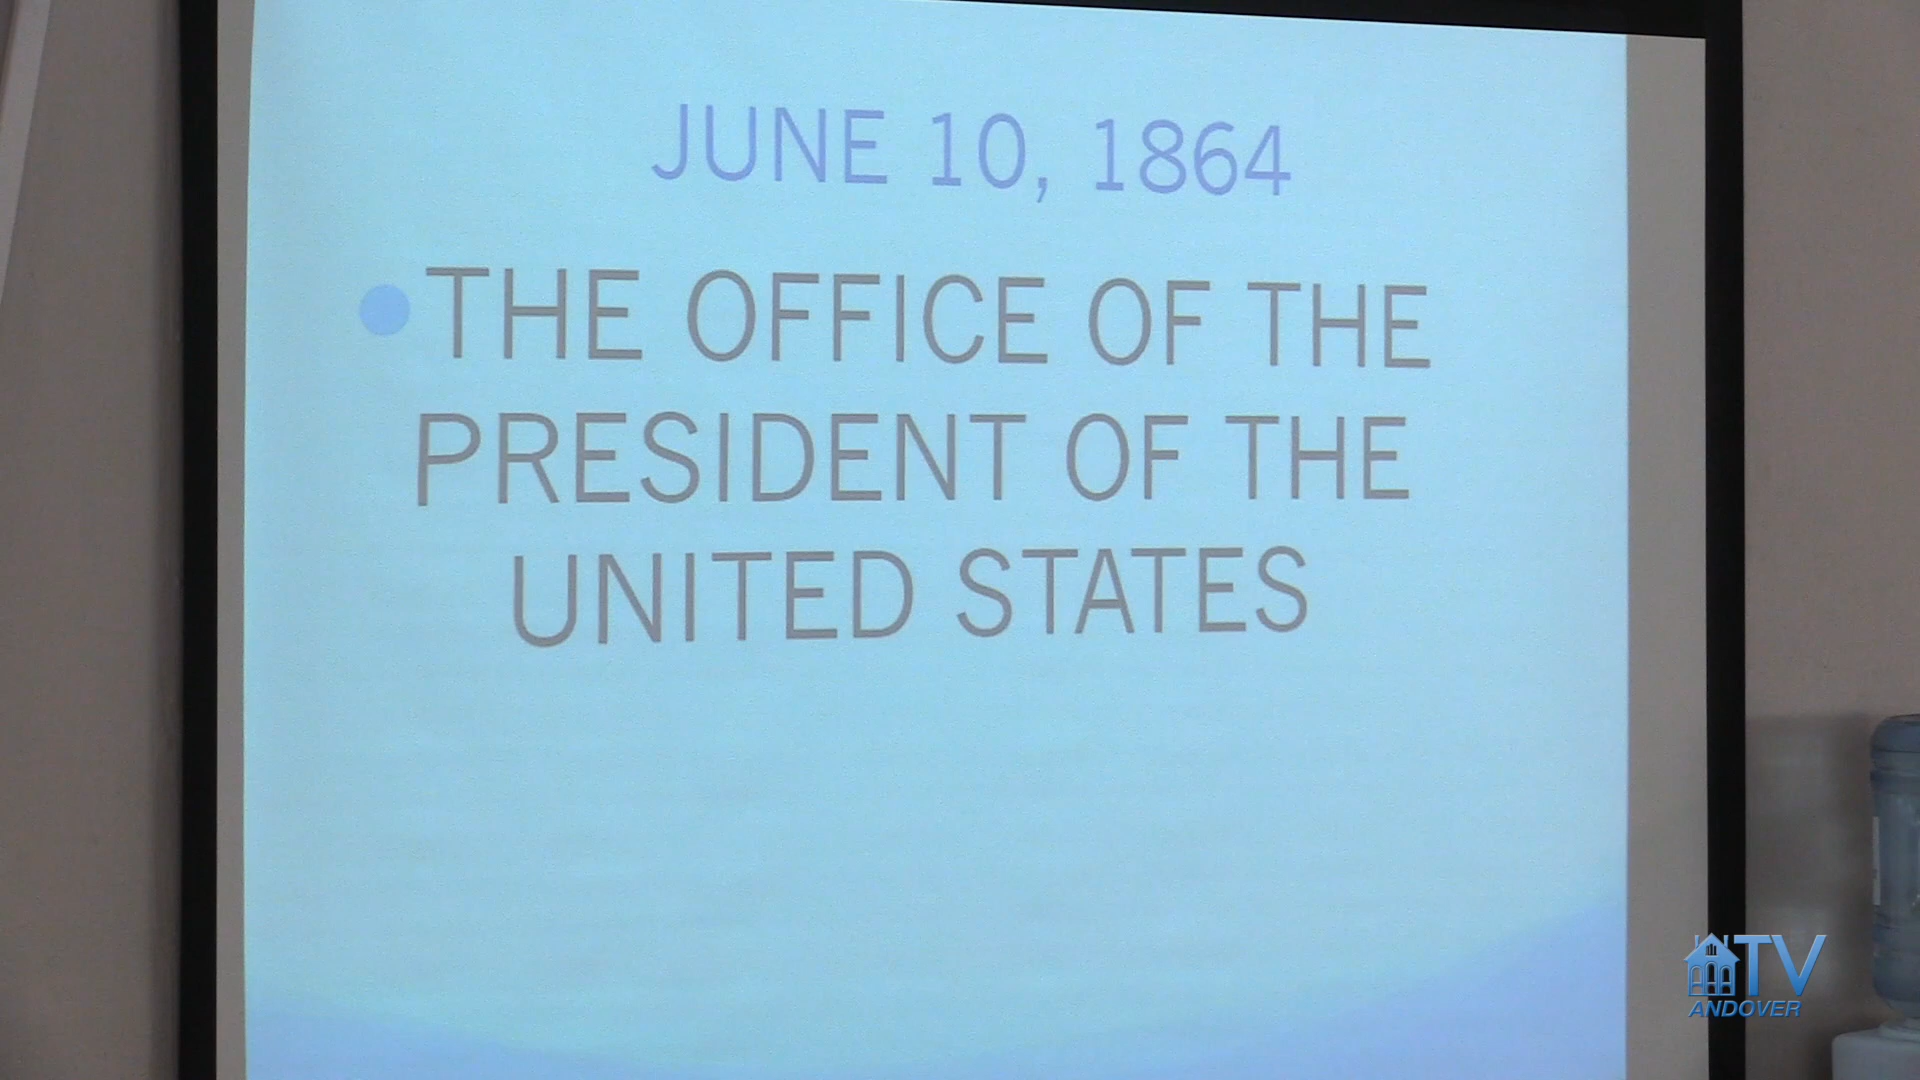 JUNE 10, 1864
•THE OFFICE OF THE
PRESIDENT OF THE
UNITED STATES
TV
ANDOVER